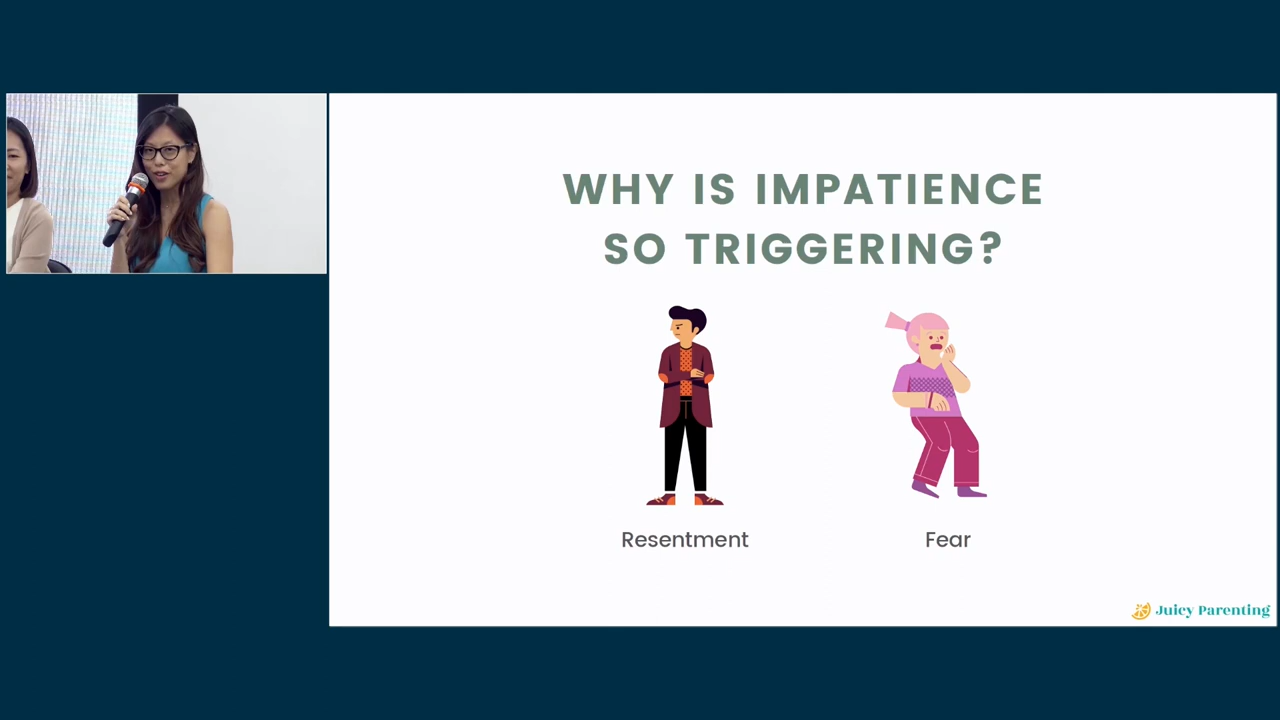 WHY IS IMPATIENCE
SO TRIGGERING?
Resentment
Fear
Juicy Parenting